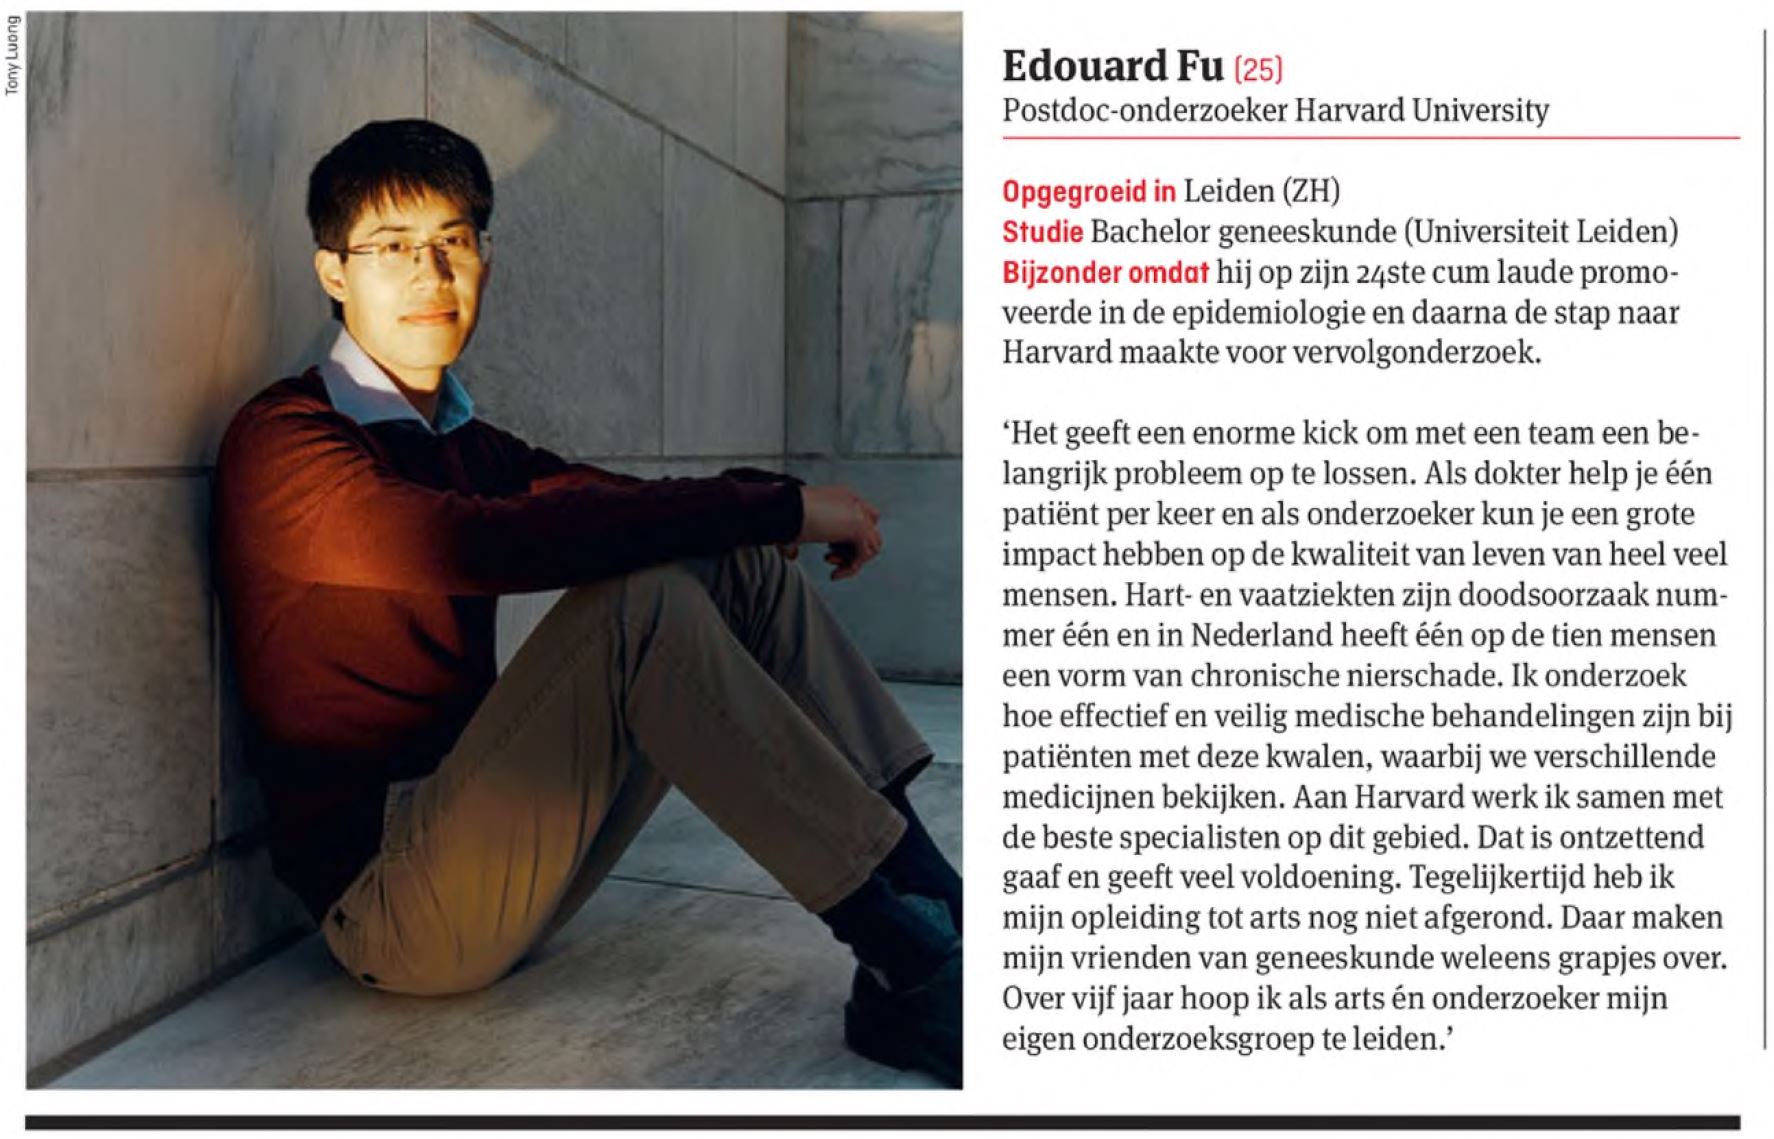 Tony Luong
Edouard Fu (25)
Postdoc-onderzoeker Harvard University
Opgegroeid in Leiden (ZH)
Studie Bachelor geneeskunde (Universiteit Leiden)
Bijzonder omdat hij op zijn 24ste cum laude promo-
veerde in de epidemiologie en daarna de stap naar
Harvard maakte voor vervolgonderzoek.
‘Het geeft een enorme kick om met een team een be-
langrijk probleem op te lossen. Als dokter help je één
patiënt per keer en als onderzoeker kun je een grote
impact hebben op de kwaliteit van leven van heel veel
mensen. Hart- en vaatziekten zijn doodsoorzaak num-
mer één en in Nederland heeft één op de tien mensen
een vorm van chronische nierschade. Ik onderzoek
hoe effectief en veilig medische behandelingen zijn bij
patiënten met deze kwalen, waarbij we verschillende
medicijnen bekijken. Aan Harvard werk ik samen met
de beste specialisten op dit gebied. Dat is ontzettend
gaaf en geeft veel voldoening. Tegelijkertijd heb ik
mijn opleiding tot arts nog niet afgerond. Daar maken
mijn vrienden van geneeskunde weleens grapjes over.
Over vijf jaar hoop ik als arts én onderzoeker mijn
eigen onderzoeksgroep te leiden.’